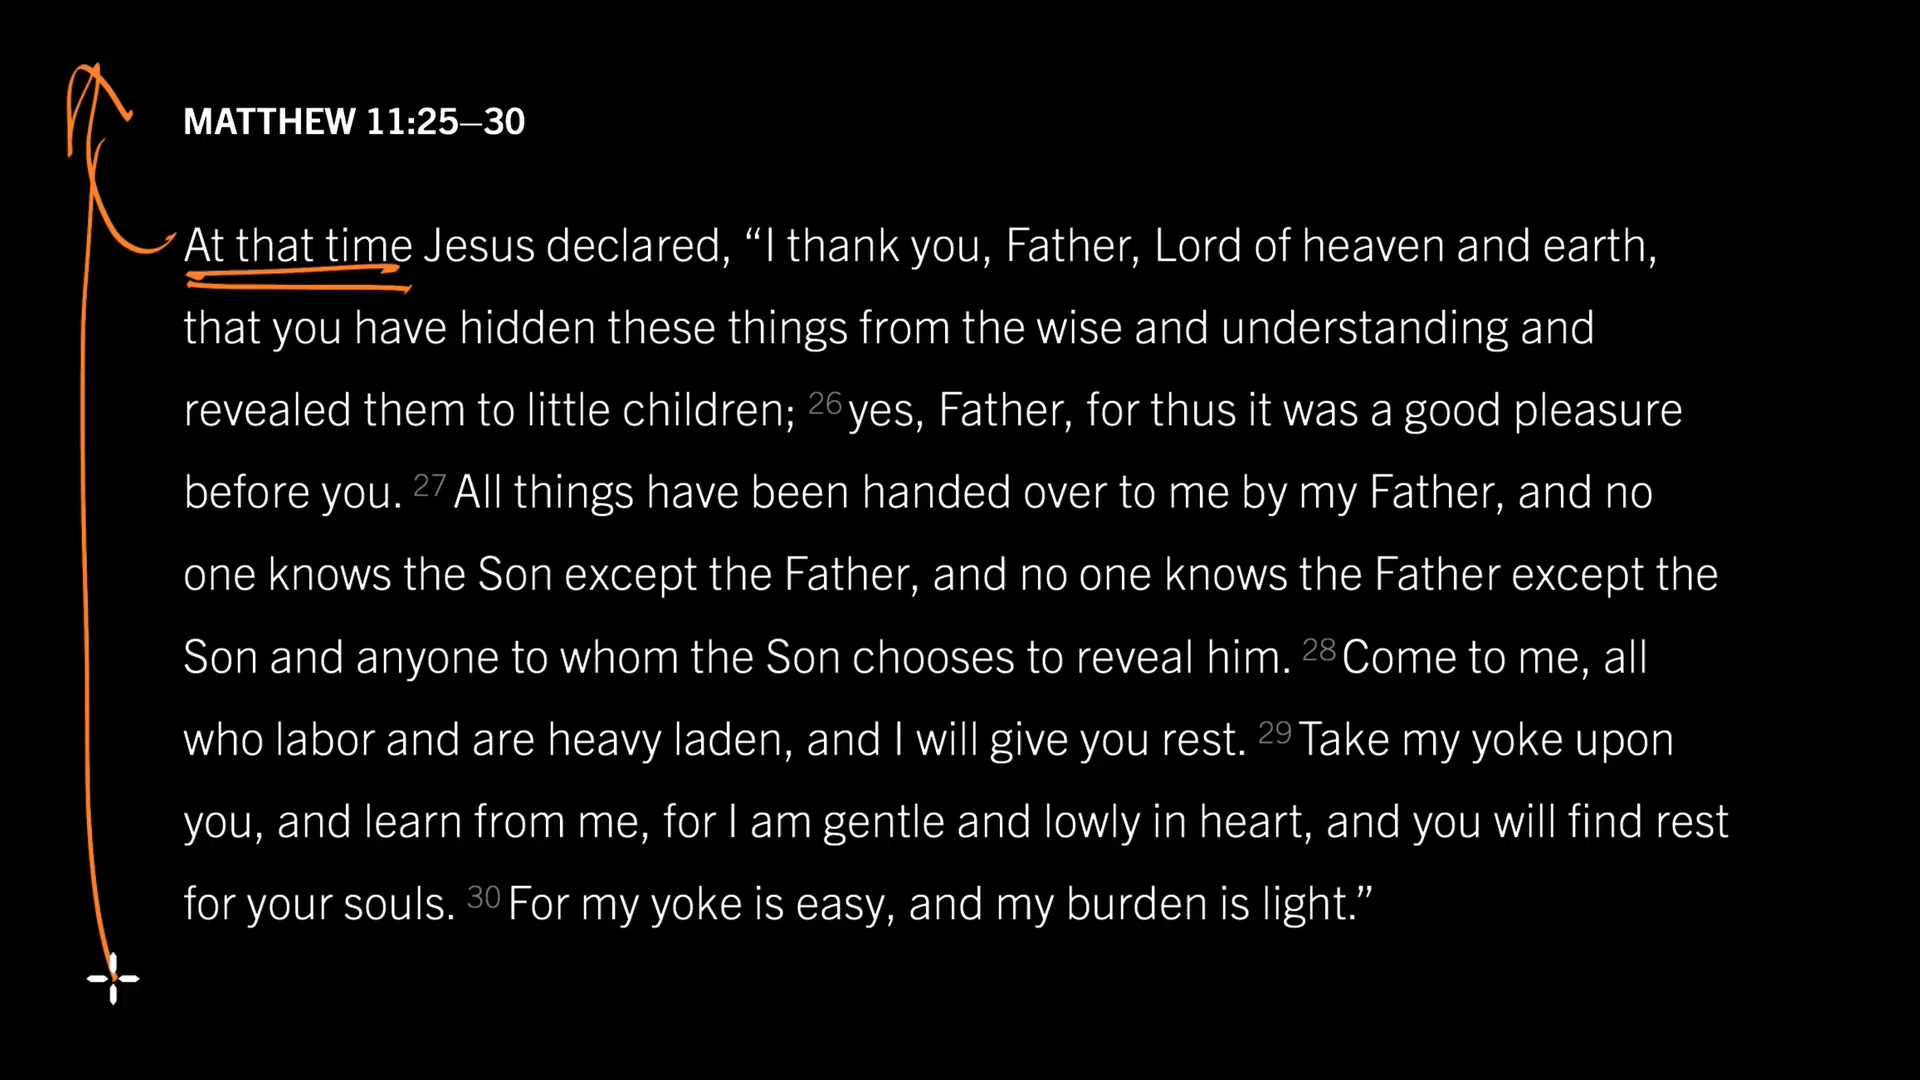 MATTHEW 11:25–30
At that time Jesus declared, “I thank you, Father, Lord of heaven and earth,
that you have hidden these things from the wise and understanding and
revealed them to little children; 26 yes, Father, for thus it was a good pleasure
before you. 27 All things have been handed over to me by my Father, and no
one knows the Son except the Father, and no one knows the Father except the
Son and anyone to whom the Son chooses to reveal him. 28 Come to me, all
who labor and are heavy laden, and I will give you rest. 29 Take my yoke upon
you, and learn from me, for I am gentle and lowly in heart, and you will find rest
for your souls. 30 For my yoke is easy, and my burden is light.”